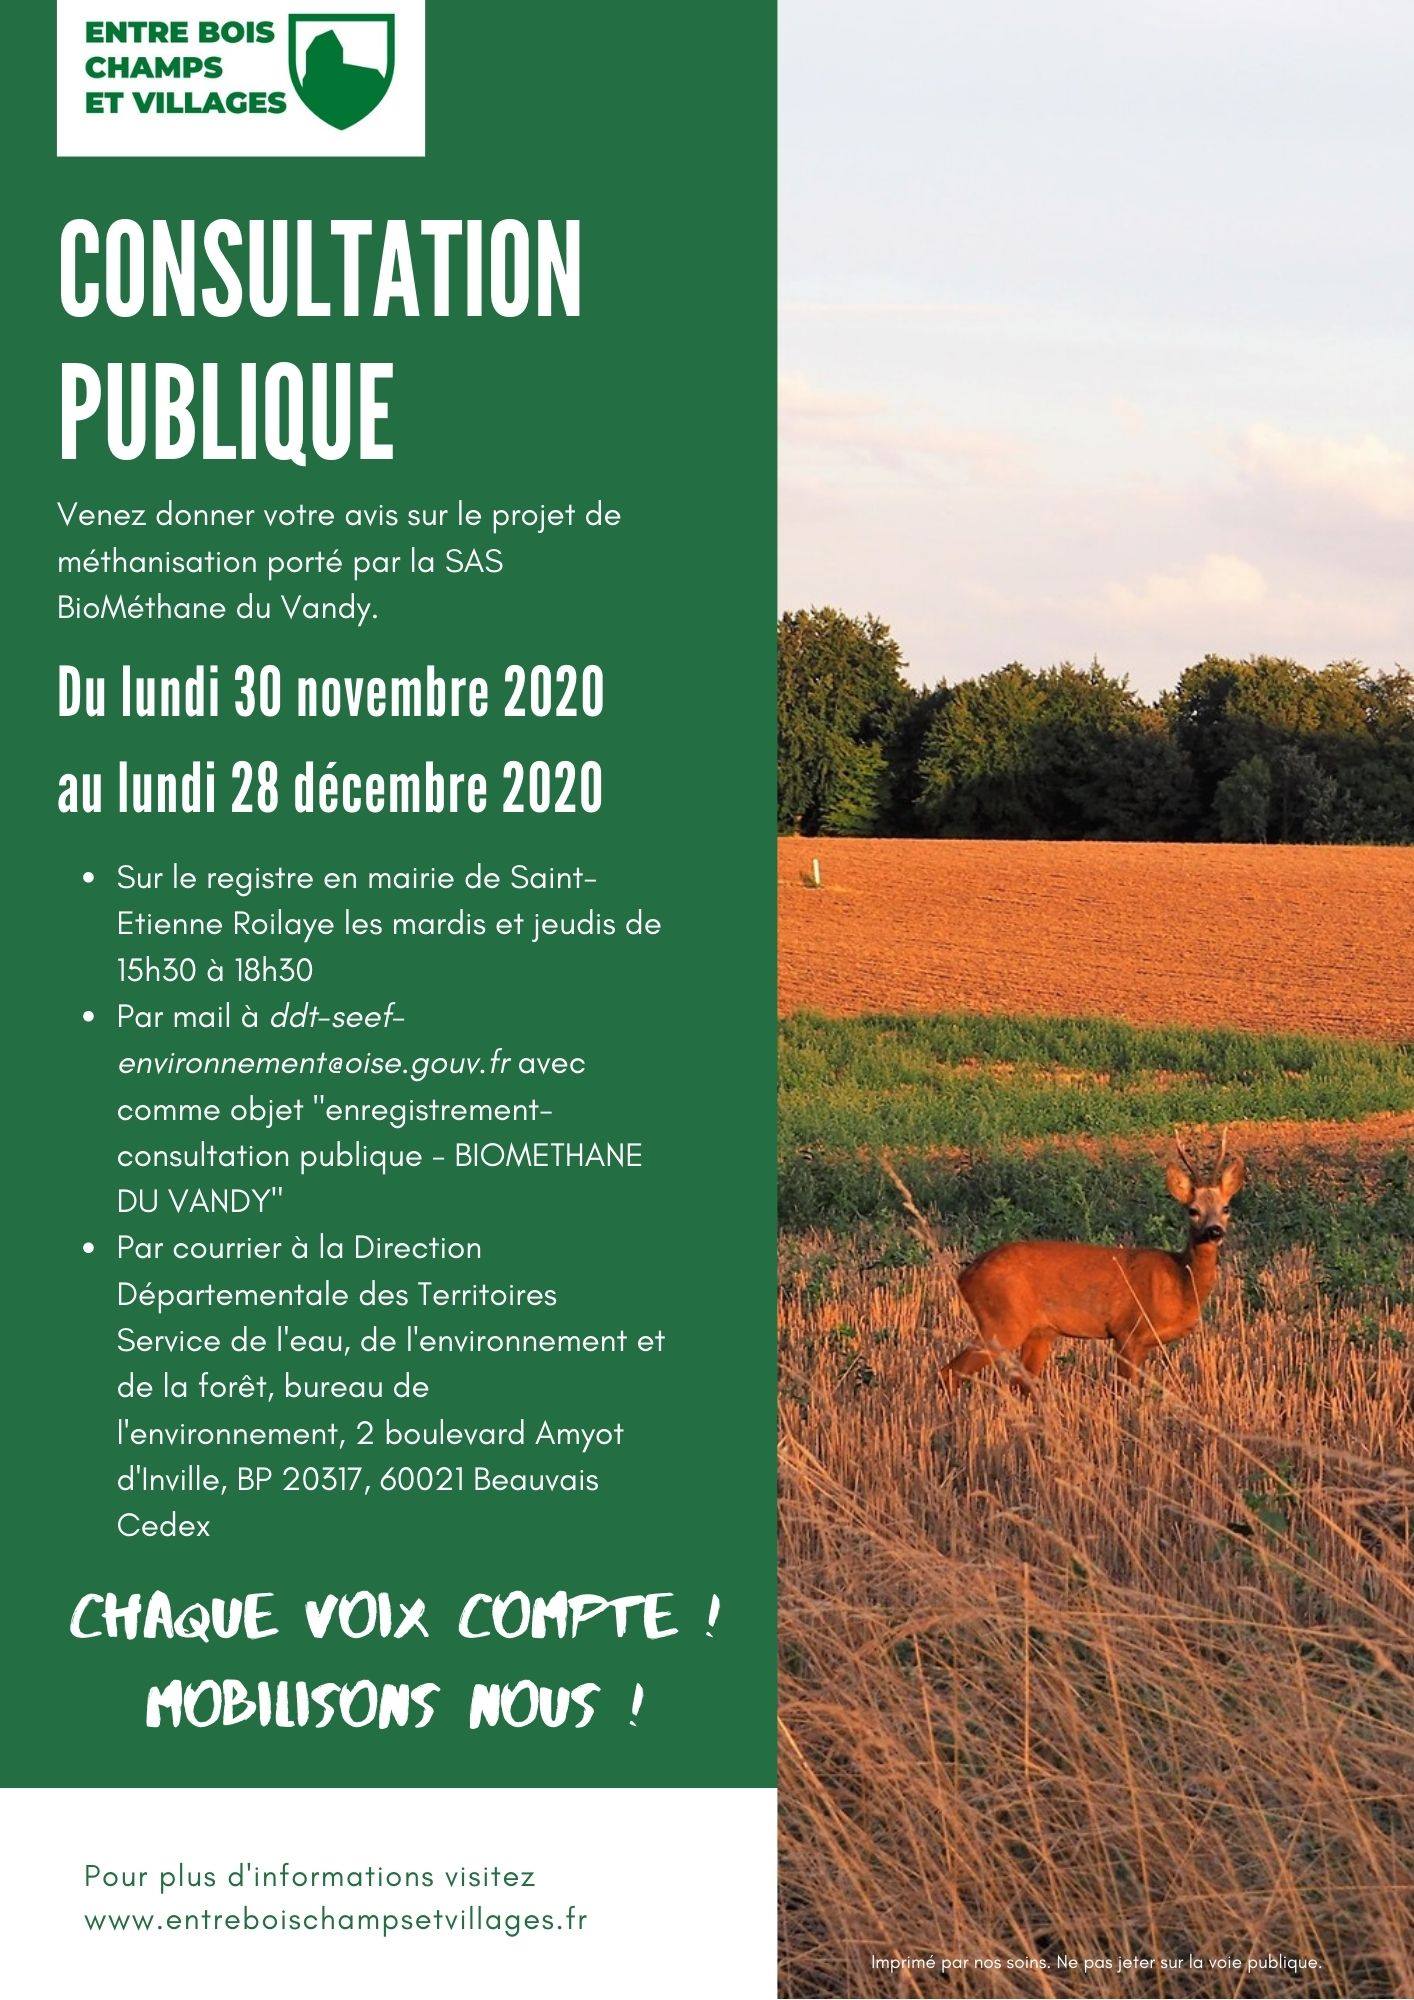 ENTRE BOIS
CHAMPS
ET VILLAGES
CONSULTATION
PUBLIQUE
Venez donner votre avis sur le projet de
méthanisation porté par la SAS
BioMéthane du Vandy.
Du lundi 30 novembre 2020
au lundi 28 décembre 2020
• Sur le registre en mairie de Saint-
Etienne Roilaye les mardis et jeudis de
15h30 à 18h30
• Par mail à ddt-seef-
environnement@oise.gouv.fr avec
comme objet "enregistrement-
consultation publique - BIOMETHANE
DU VANDY"
• Par courrier à la Direction
Départementale des Territoires
Service de l'eau, de l'environnement et
de la forêt, bureau de
l'environnement, 2 boulevard Amyot
d'Inville, BP 20317, 60021 Beauvais
Cedex
CHAQUE VOIX COMPTE !
MOBILISONS NOUS !
Pour plus d'informations visitez
www.entreboischampsetvillages.fr
Imprimé par nos soins. Ne pas jeter sur la voie publique.